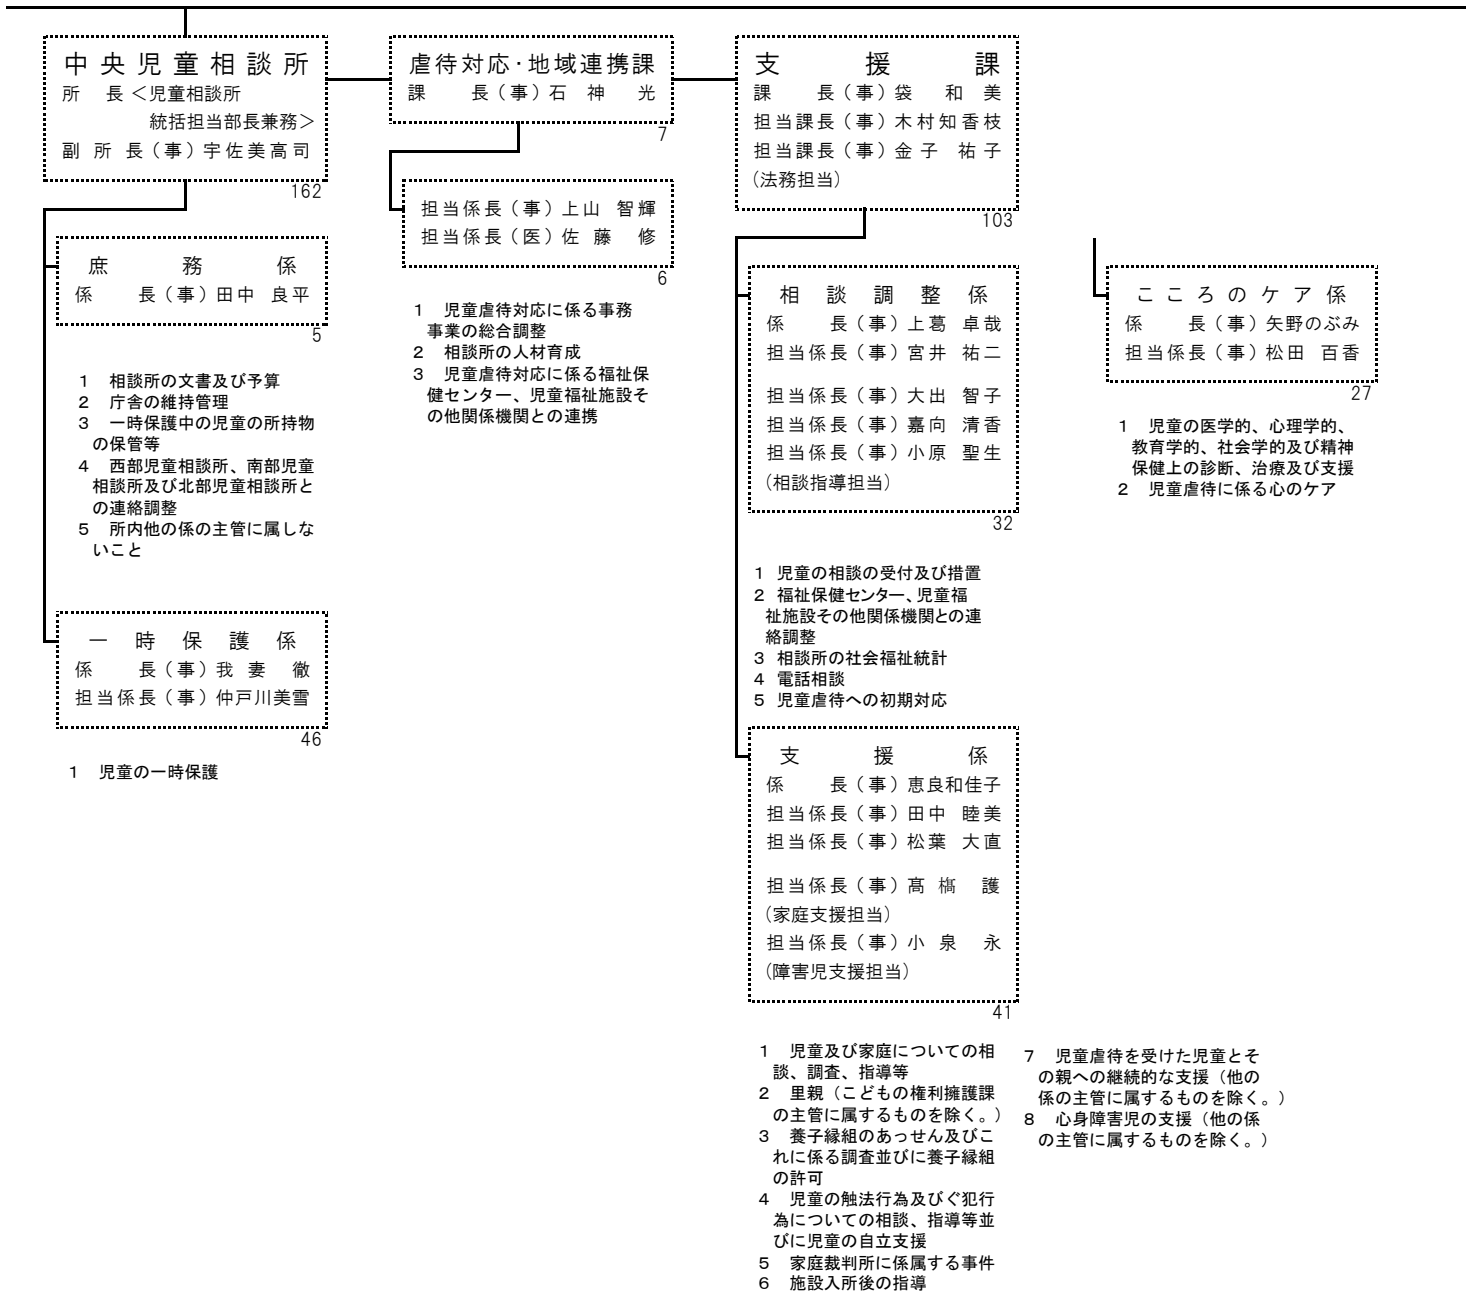 中央児童相談所
所　長＜児童相談所
統括担当部長兼務＞
副所長（事）宇佐美高司
162
庶務係
係　長（事）田中　良平
5
1　相談所の文書及び予算
2　庁舎の維持管理
3　一時保護中の児童の所持物
の保管等
4　西部児童相談所、南部児童
相談所及び北部児童相談所と
の連絡調整
5　所内他の係の主管に属しな
いこと
一時保護係
係　長（事）我妻　徹
担当係長（事）仲戸川美雪
46
1　児童の一時保護
虐待対応・地域連携課
課　長（事）石神　光
7
担当係長（事）上山　智輝
担当係長（医）佐藤　修
6
1　児童虐待対応に係る事務
事業の総合調整
2　相談所の人材育成
3　児童虐待対応に係る福祉保
健センター、児童福祉施設そ
の他関係機関との連携
支援課
課　長（事）袋　和美
担当課長（事）木村知香枝
担当課長（事）金子　祐子
（法務担当）
103
相談調整係
係　長（事）上葛　卓哉
担当係長（事）宮井　祐二
担当係長（事）大出　智子
担当係長（事）嘉向　清香
担当係長（事）小原　聖生
（相談指導担当）
32
1　児童の相談の受付及び措置
2　福祉保健センター、児童福
祉施設その他関係機関との連
絡調整
3　相談所の社会福祉統計
4　電話相談
5　児童虐待への初期対応
支援係
係　長（事）恵良和佳子
担当係長（事）田中　睦美
担当係長（事）松葉　大直
担当係長（事）髙𣘺　護
（家庭支援担当）
担当係長（事）小泉　永
（障害児支援担当）
41
1　児童及び家庭についての相
談、調査、指導等
2　里親（こどもの権利擁護課
の主管に属するものを除く。）
3　養子縁組のあっせん及びこ
れに係る調査並びに養子縁組
の許可
4　児童の触法行為及びぐ犯行
為についての相談、指導等並
びに児童の自立支援
5　家庭裁判所に係属する事件
6　施設入所後の指導
7　児童虐待を受けた児童とそ
の親への継続的な支援（他の
係の主管に属するものを除く。）
8　心身障害児の支援（他の係
の主管に属するものを除く。）
こころのケア係
係　長（事）矢野のぶみ
担当係長（事）松田　百香
27
1　児童の医学的、心理学的、
教育学的、社会学的及び精神
保健上の診断、治療及び支援
2　児童虐待に係る心のケア